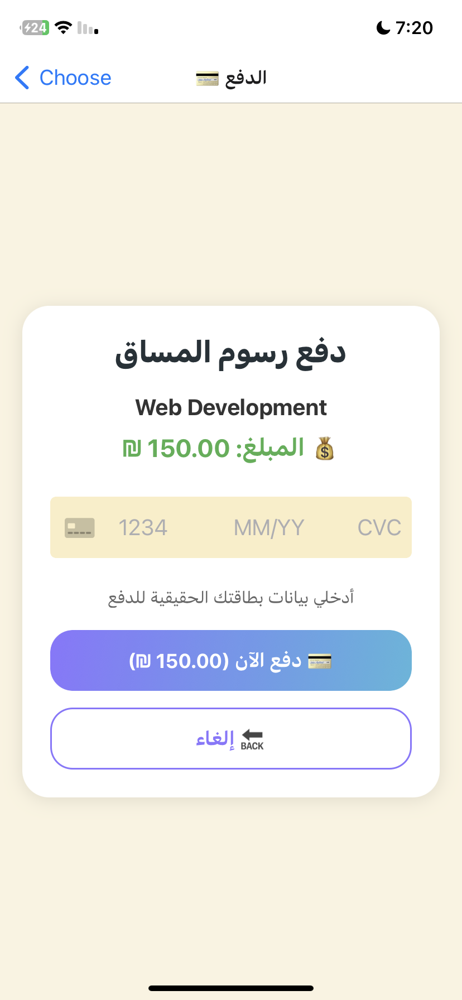 24
7:20
Choose
الدفع 💳
دفع رسوم المساق
Web Development
💰 المبلغ: 150.00 ₪
1234 MM/YY CVC
أدخلي بيانات بطاقتك الحقيقية للدفع
💳 دفع الآن (150.00 ₪)
🔙 إلغاء